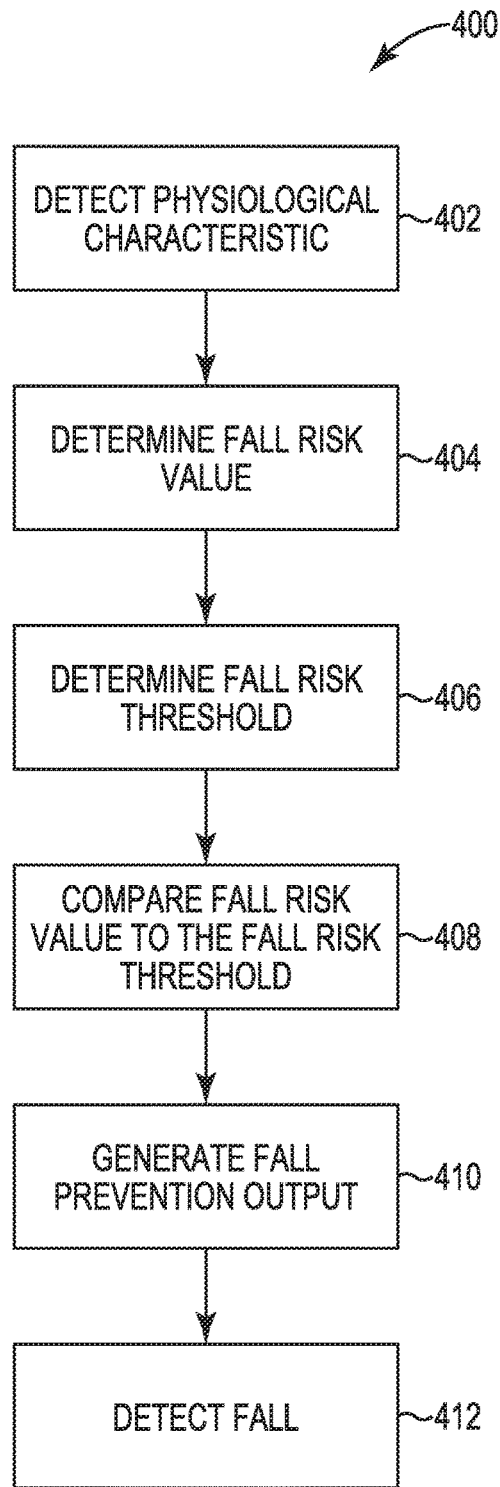 400
DETECT PHYSIOLOGICAL
CHARACTERISTIC
402
DETERMINE FALL RISK
VALUE
404
DETERMINE FALL RISK
THRESHOLD
406
COMPARE FALL RISK
VALUE TO THE FALL RISK
THRESHOLD
408
GENERATE FALL
PREVENTION OUTPUT
410
DETECT FALL
412